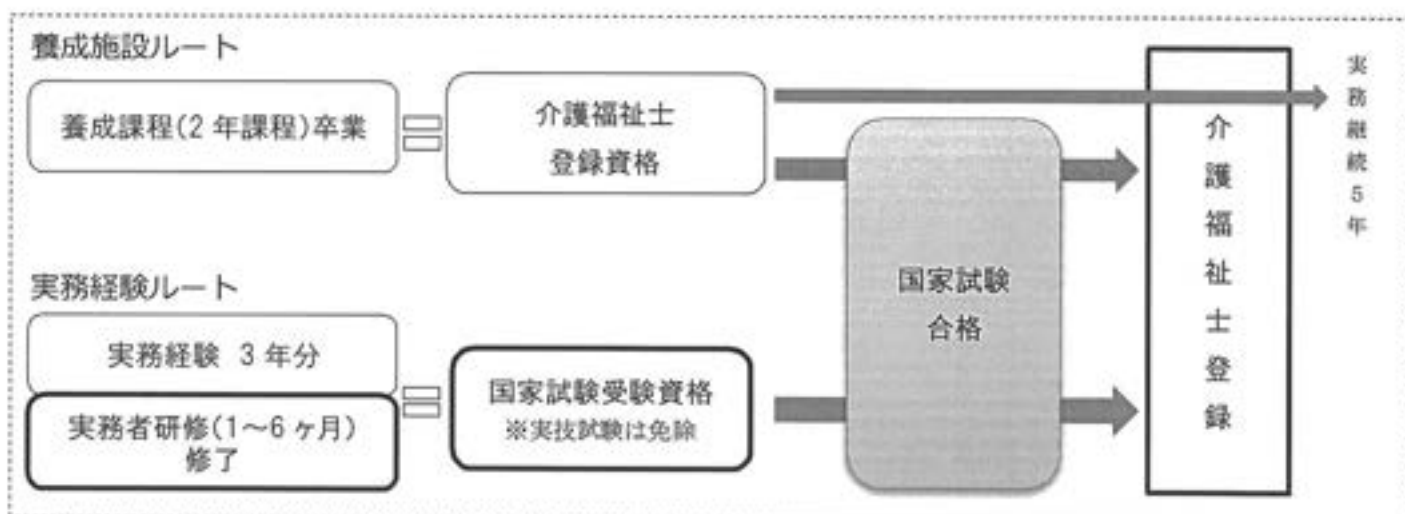 養成施設ルート
養成課程(2年課程)卒業
介護福祉士
登録資格
実務経験ルート
実務経験 3年分
実務者研修(1～6ヶ月)
修了
国家試験受験資格
※実技試験は免除
国家試験
合格
介護福祉士登録
実務継続5年